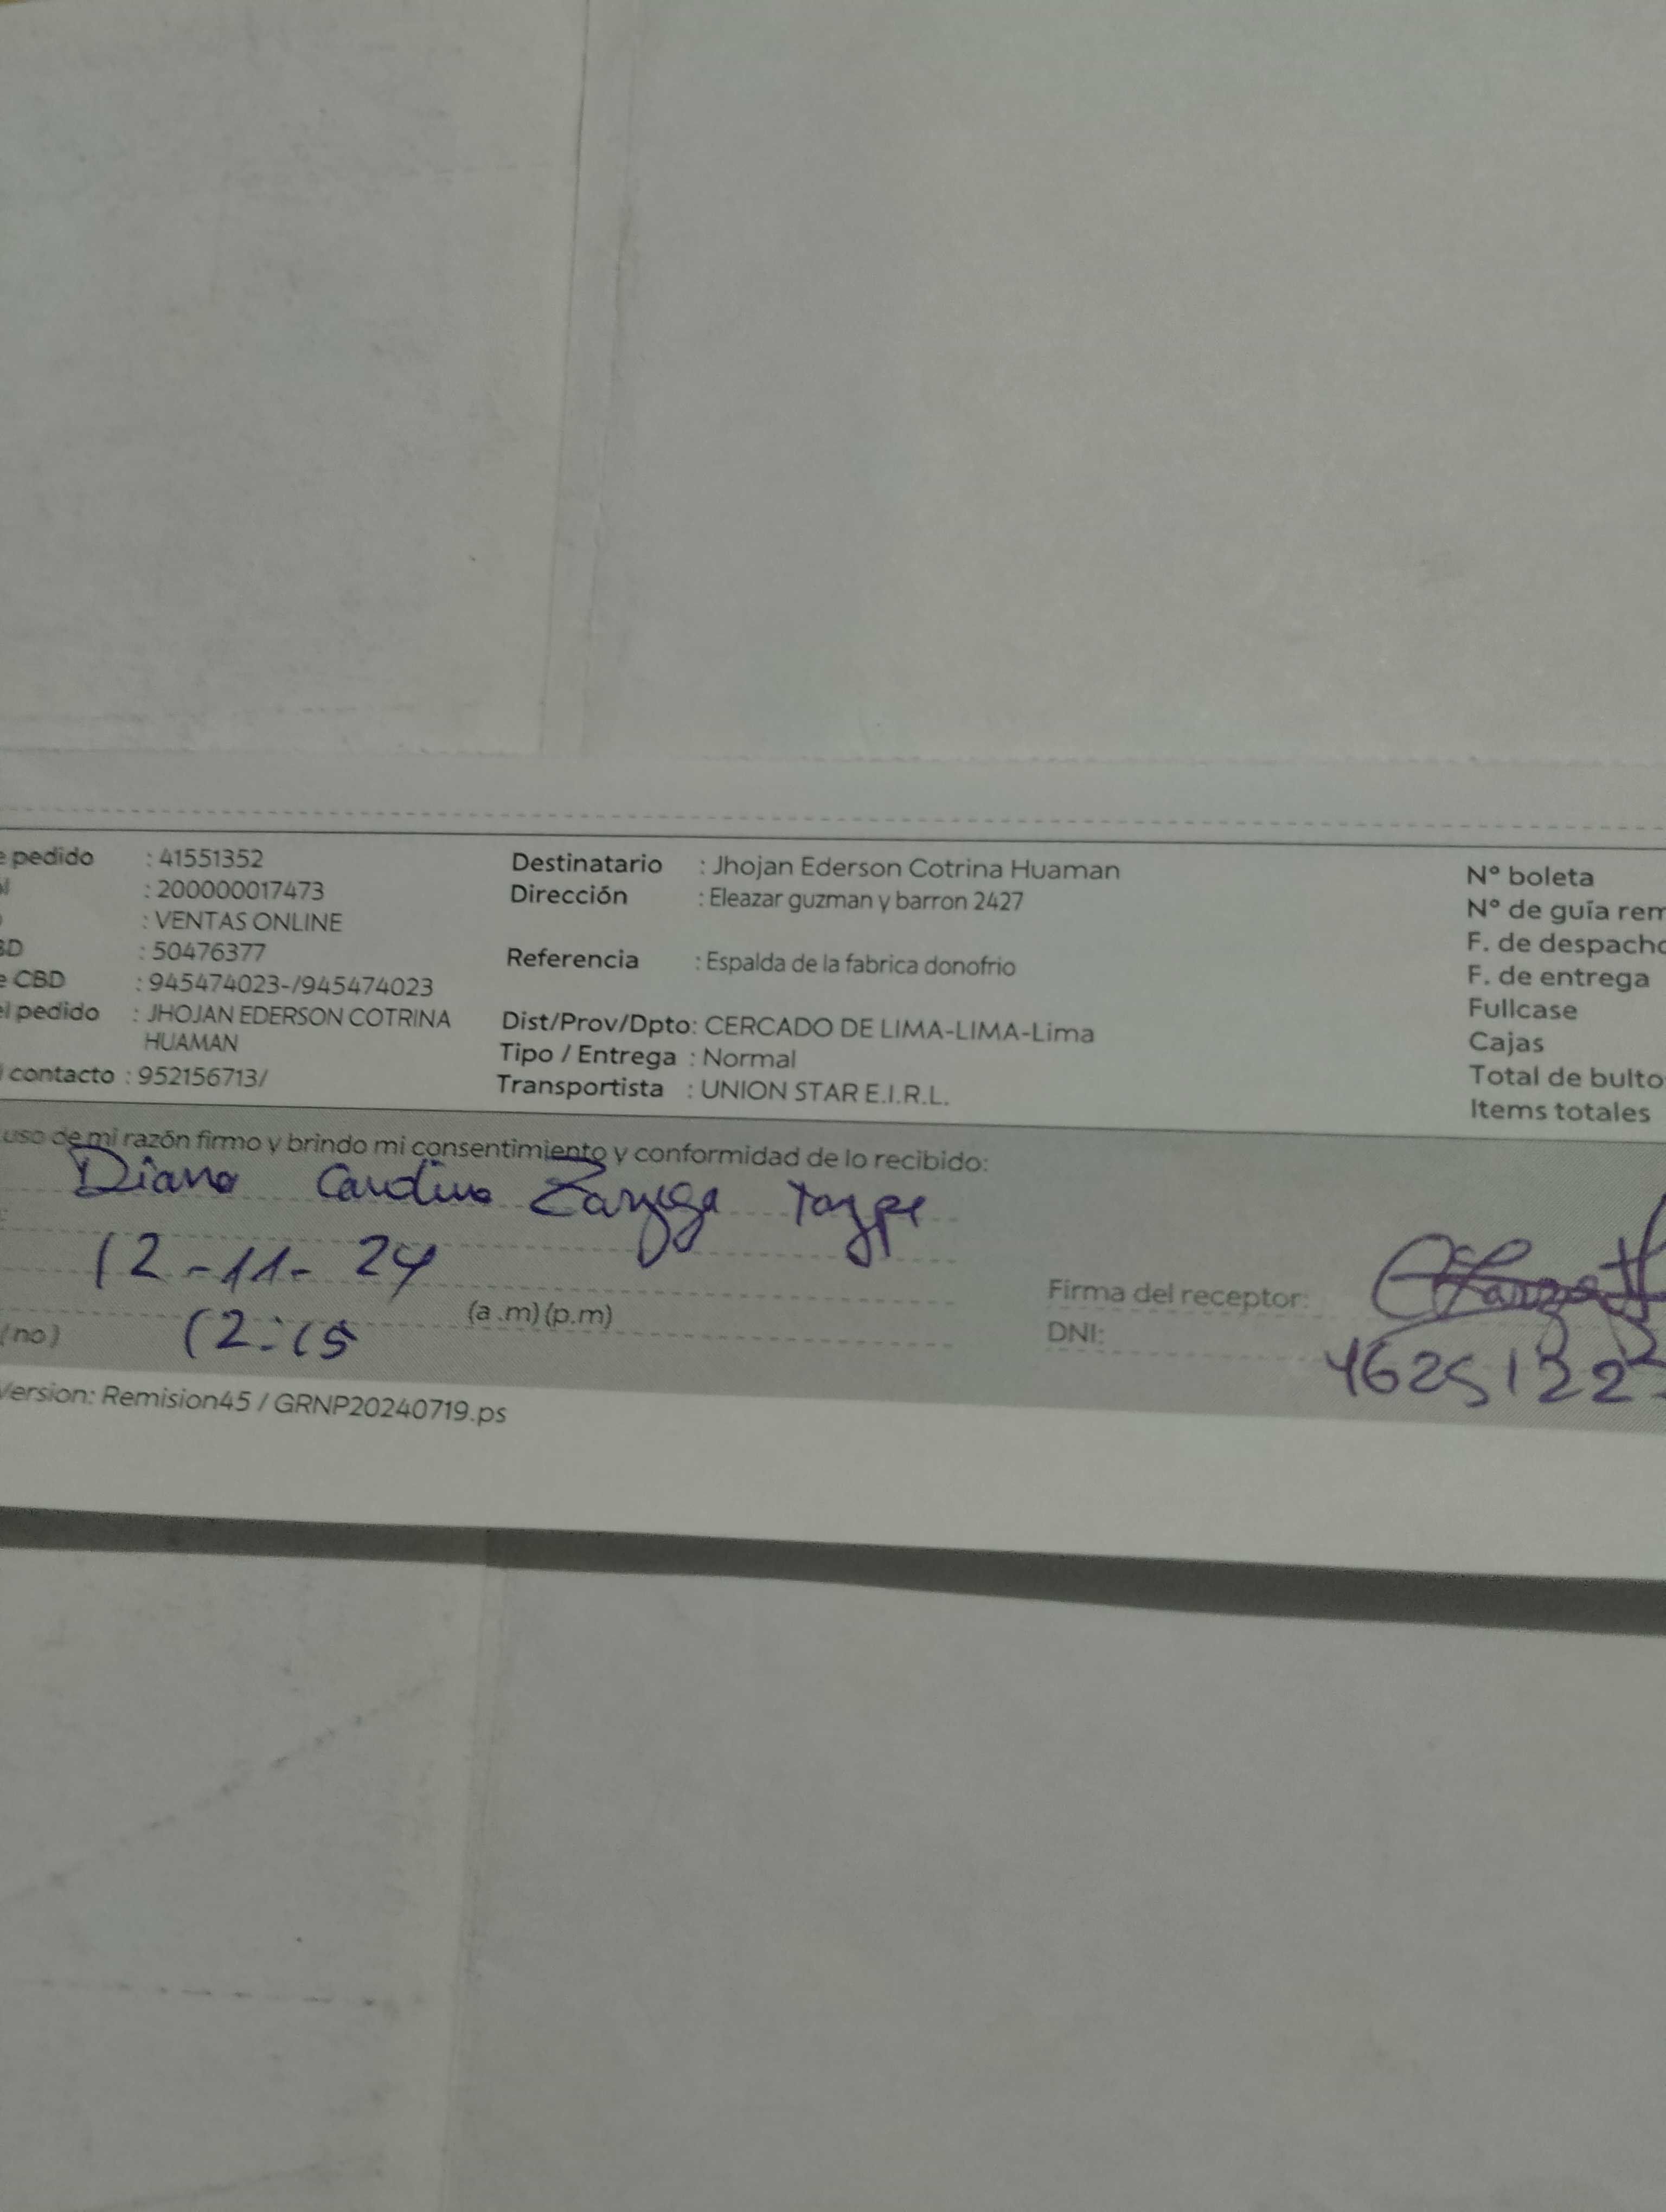 e pedido : 41551352
: 200000017473
: VENTAS ONLINE
BD : 50476377
e CBD : 945474023-/945474023
el pedido : JHOJAN EDERSON COTRINA
HUAMAN
contacto : 952156713/
Destinatario : Jhojan Ederson Cotrina Huaman
Dirección : Eleazar guzman y barron 2427
Referencia : Espalda de la fabrica donofrio
Dist/Prov/Dpto: CERCADO DE LIMA-LIMA-Lima
Tipo / Entrega : Normal
Transportista : UNION STAR E.I.R.L.
N° boleta
N° de guía rem
F. de despacho
F. de entrega
Fullcase
Cajas
Total de bulto
Items totales
uso de mi razón firmo y brindo mi consentimiento y conformidad de lo recibido:
Diana Carolina Taype
12-11-24
(no) 12:15 (a .m) (p.m)
Firma del receptor:
DNI: 4625122
Version: Remision45 / GRNP20240719.ps